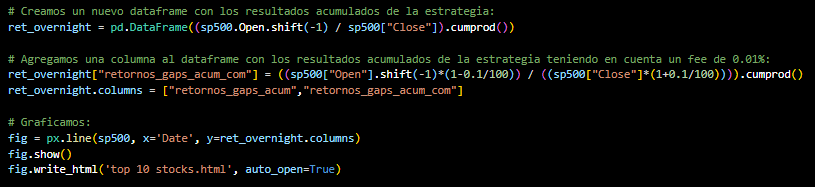 # Creamos un nuevo dataframe con los resultados acumulados de la estrategia:
ret_overnight = pd.DataFrame((sp500.Open.shift(-1) / sp500["Close"]).cumprod())
# Agregamos una columna al dataframe con los resultados acumulados de la estrategia teniendo en cuenta un fee de 0.01%:
ret_overnight["retornos_gaps_acum_com"] = ((sp500["Open"].shift(-1)*(1-0.1/100)) / ((sp500["Close"]*(1+0.1/100)))).cumprod()
ret_overnight.columns = ["retornos_gaps_acum","retornos_gaps_acum_com"]
# Graficamos:
fig = px.line(sp500, x='Date', y=ret_overnight.columns)
fig.show()
fig.write_html('top 10 stocks.html', auto_open=True)